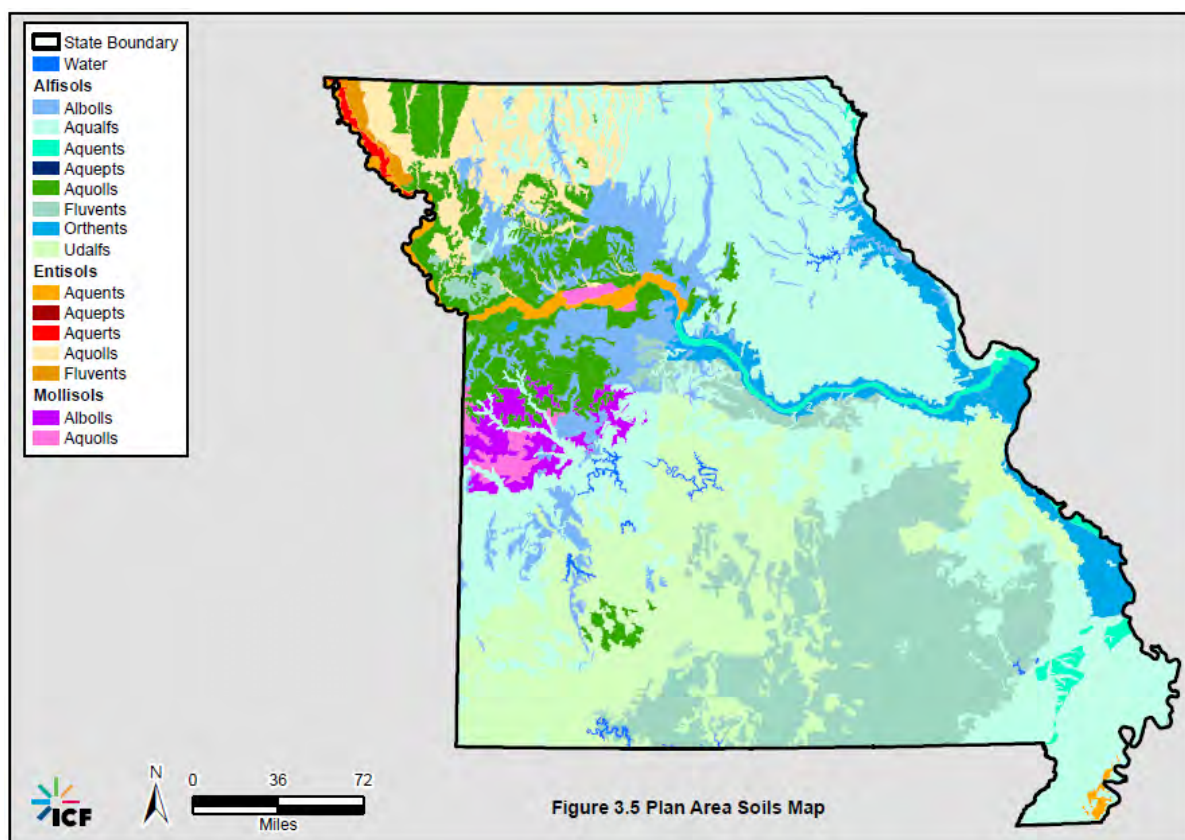 State Boundary
Water
Alfisols
Albolls
Aqualfs
Aquents
Aquepts
Aquolls
Fluvents
Orthents
Udalfs
Entisols
Aquents
Aquepts
Aquerts
Aquolls
Fluvents
Mollisols
Albolls
Aquolls
ICF
N
0 36 72
Miles
Figure 3.5 Plan Area Soils Map